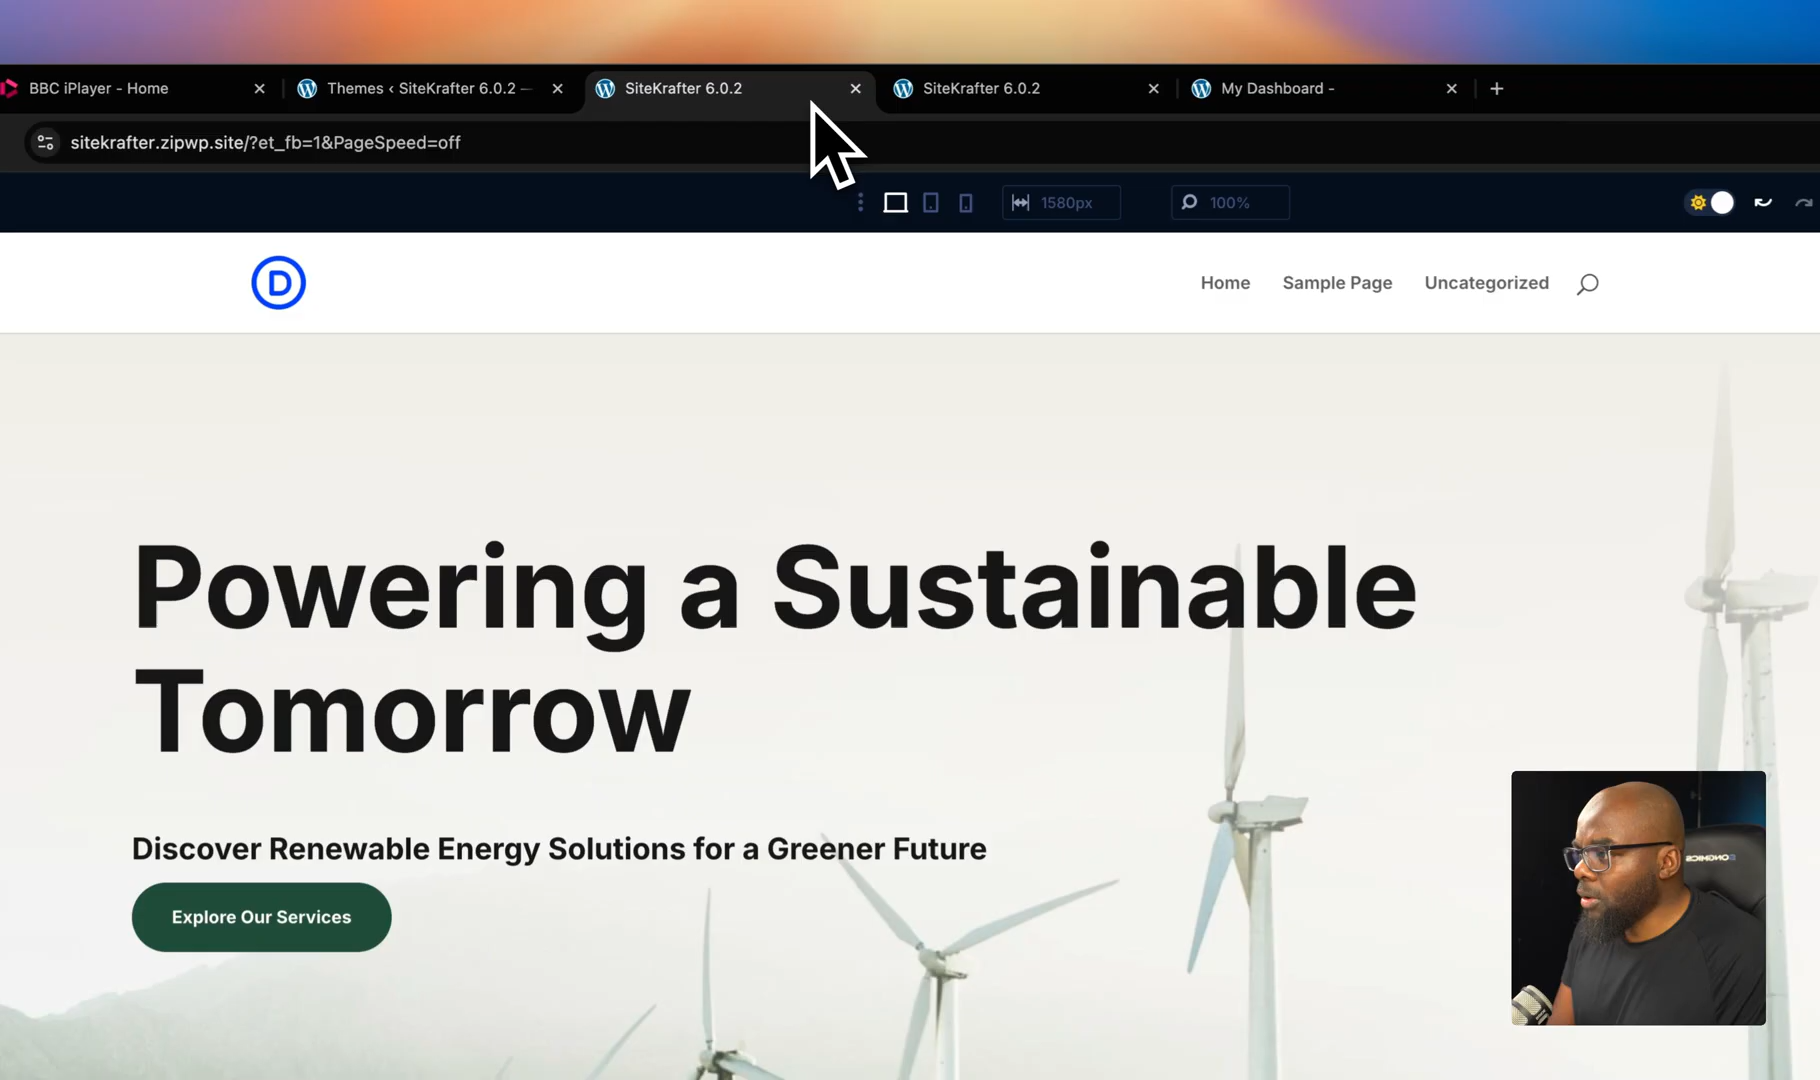 BBC iPlayer - Home
Themes ‹ SiteKrafter 6.0.2 —
SiteKrafter 6.0.2
SiteKrafter 6.0.2
My Dashboard -
sitekrafter.zipwp.site/?et_fb=1&PageSpeed=off
1580px
100%
D
Home
Sample Page
Uncategorized
Powering a Sustainable
Tomorrow
Discover Renewable Energy Solutions for a Greener Future
Explore Our Services